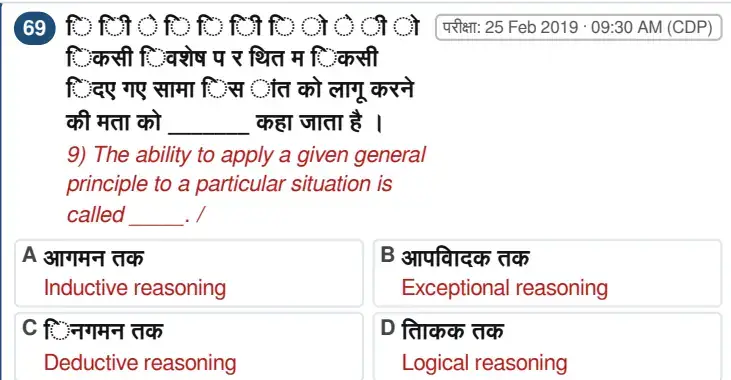 69 ि िी े ि ि िी ि ो े ी ो परीक्षा: 25 Feb 2019 · 09:30 AM (CDP)
िकसी िवशेष प र थित म िकसी
िदए गए सामा िस ांत को लागू करने
की मता को _______ कहा जाता है ।
9) The ability to apply a given general
principle to a particular situation is
called _____. /
A आगमन तक
Inductive reasoning
B आपवािदक तक
Exceptional reasoning
C िनगमन तक
Deductive reasoning
D तािकक तक
Logical reasoning